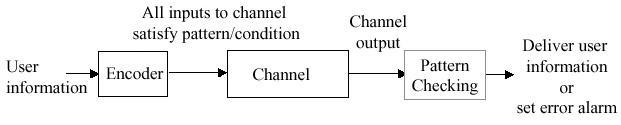 All inputs to channel
satisfy pattern/condition
User
information
Encoder
Channel
Channel
output
Pattern
Checking
Deliver user
information
or
set error alarm